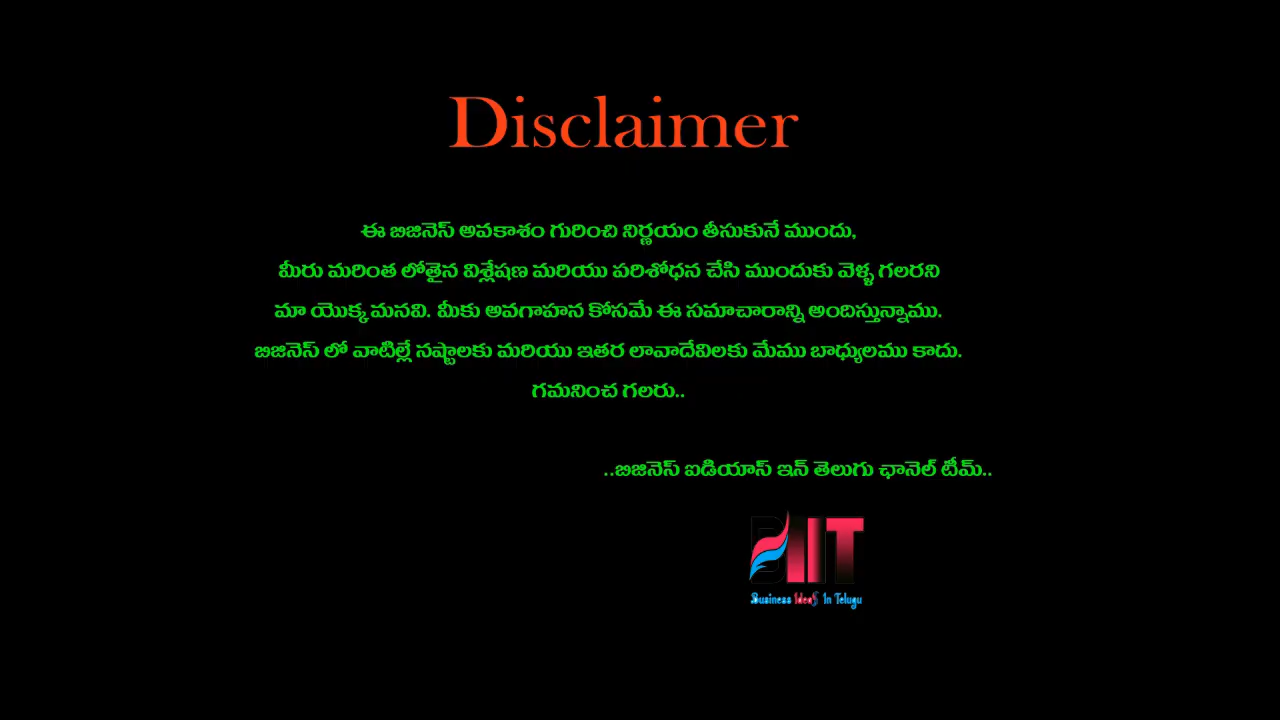 Disclaimer
ఈ బిజినెస్ అవకాశం గురించి నిర్ణయం తీసుకునే ముందు,
మీరు మరింత లోతైన విశ్లేషణ మరియు పరిశోధన చేసి ముందుకు వెళ్ళ గలరని
మా యొక్క మనవి. మీకు అవగాహన కోసమే ఈ సమాచారాన్ని అందిస్తున్నాము.
బిజినెస్ లో వాటిల్లే నష్టాలకు మరియు ఇతర లావాదేవిలకు మేము బాధ్యులము కాదు.
గమనించ గలరు..
..బిజినెస్ ఐడియాస్ ఇన్ తెలుగు ఛానెల్ టీమ్..
BIIT
Business Ideas In Telugu